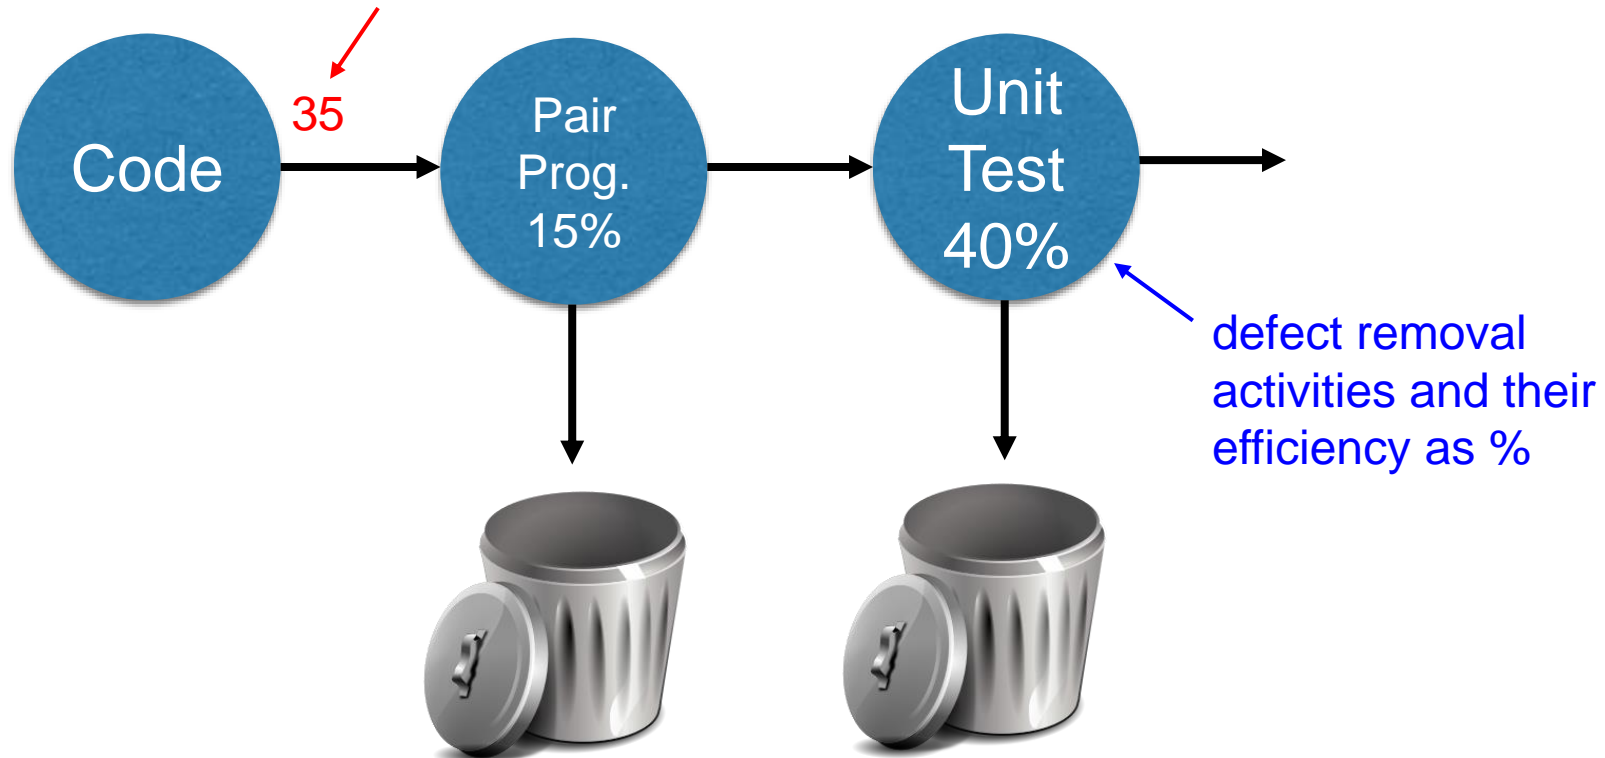 Code
35
Pair
Prog.
15%
Unit
Test
40%
defect removal
activities and their
efficiency as %